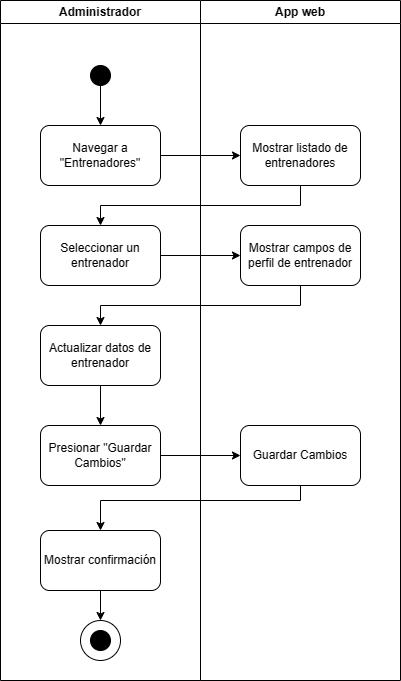 Administrador
App web
Navegar a
"Entrenadores"
Mostrar listado de
entrenadores
Seleccionar un
entrenador
Mostrar campos de
perfil de entrenador
Actualizar datos de
entrenador
Presionar "Guardar
Cambios"
Guardar Cambios
Mostrar confirmación